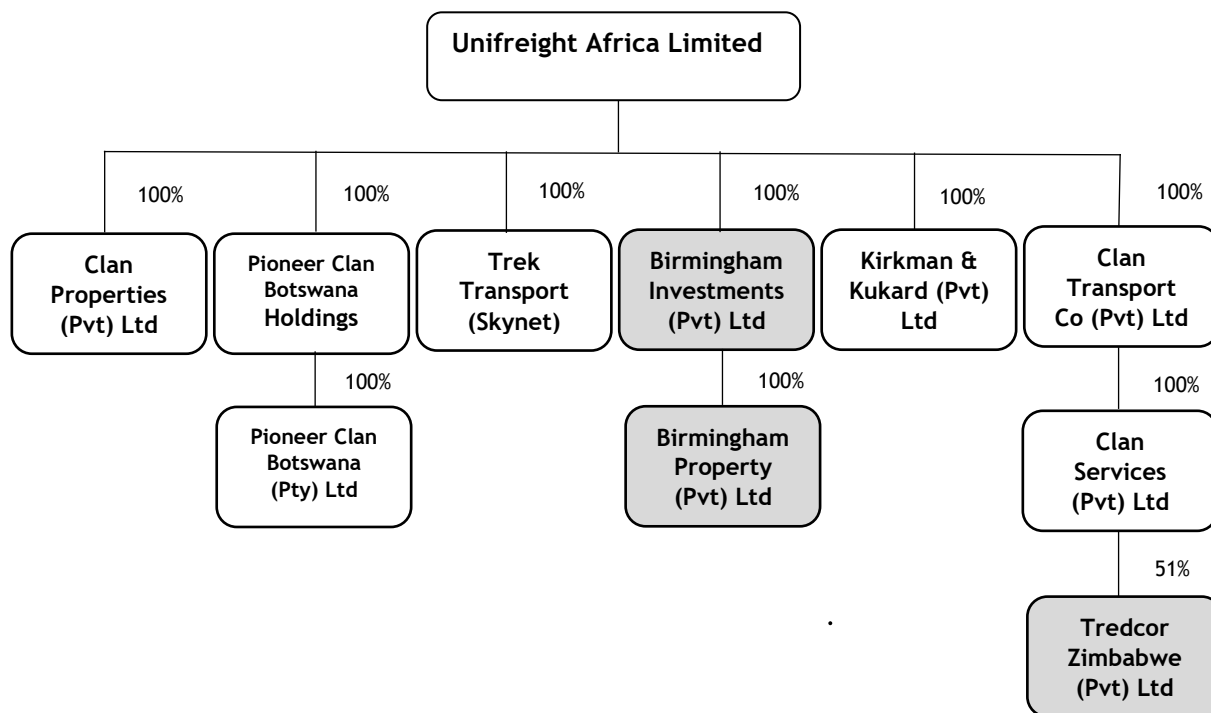 Unifreight Africa Limited
100%
100%
100%
100%
100%
100%
Clan
Properties
(Pvt) Ltd
Pioneer Clan
Botswana
Holdings
Trek
Transport
(Skynet)
Birmingham
Investments
(Pvt) Ltd
Kirkman &
Kukard (Pvt)
Ltd
Clan
Transport
Co (Pvt) Ltd
100%
100%
100%
Pioneer Clan
Botswana
(Pty) Ltd
Birmingham
Property
(Pvt) Ltd
Clan
Services
(Pvt) Ltd
51%
.
Tredcor
Zimbabwe
(Pvt) Ltd